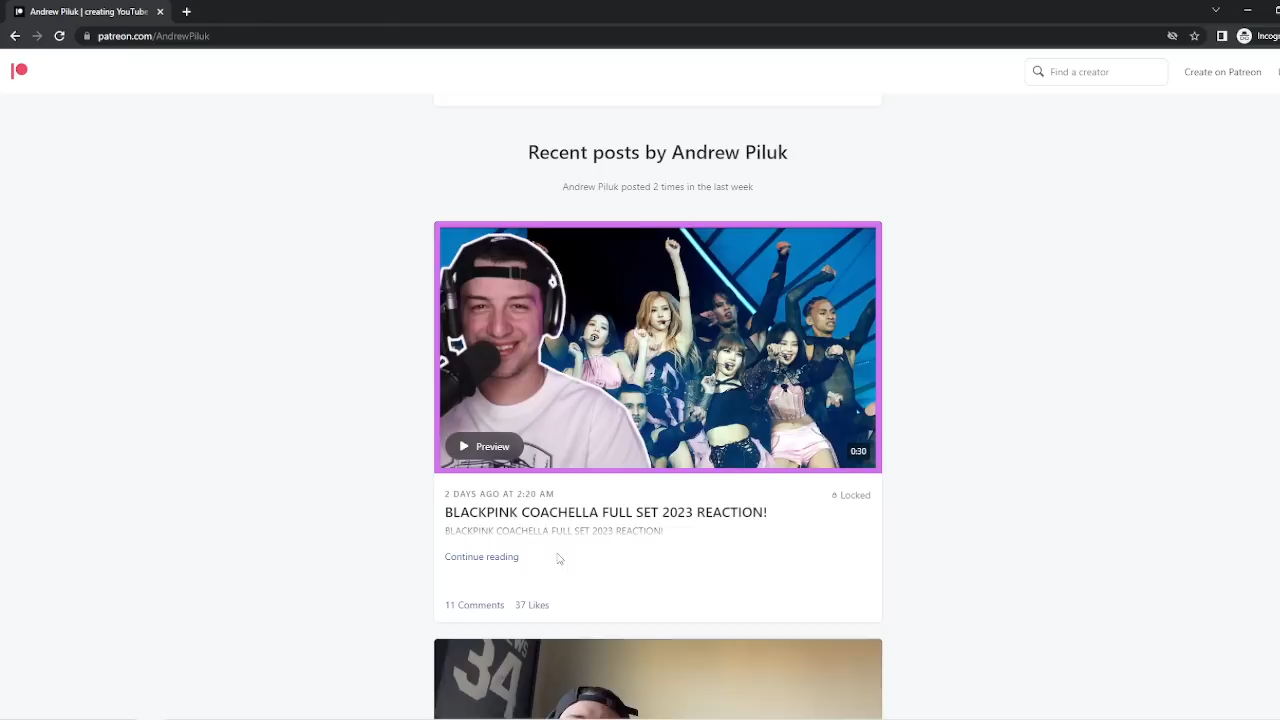 Andrew Piluk | creating YouTube
patreon.com/AndrewPiluk
Incog
Find a creator
Create on Patreon
Recent posts by Andrew Piluk
Andrew Piluk posted 2 times in the last week
Preview
0:30
2 DAYS AGO AT 2:20 AM
Locked
BLACKPINK COACHELLA FULL SET 2023 REACTION!
BLACKPINK COACHELLA FULL SET 2023 REACTION!
Continue reading
11 Comments 37 Likes
34